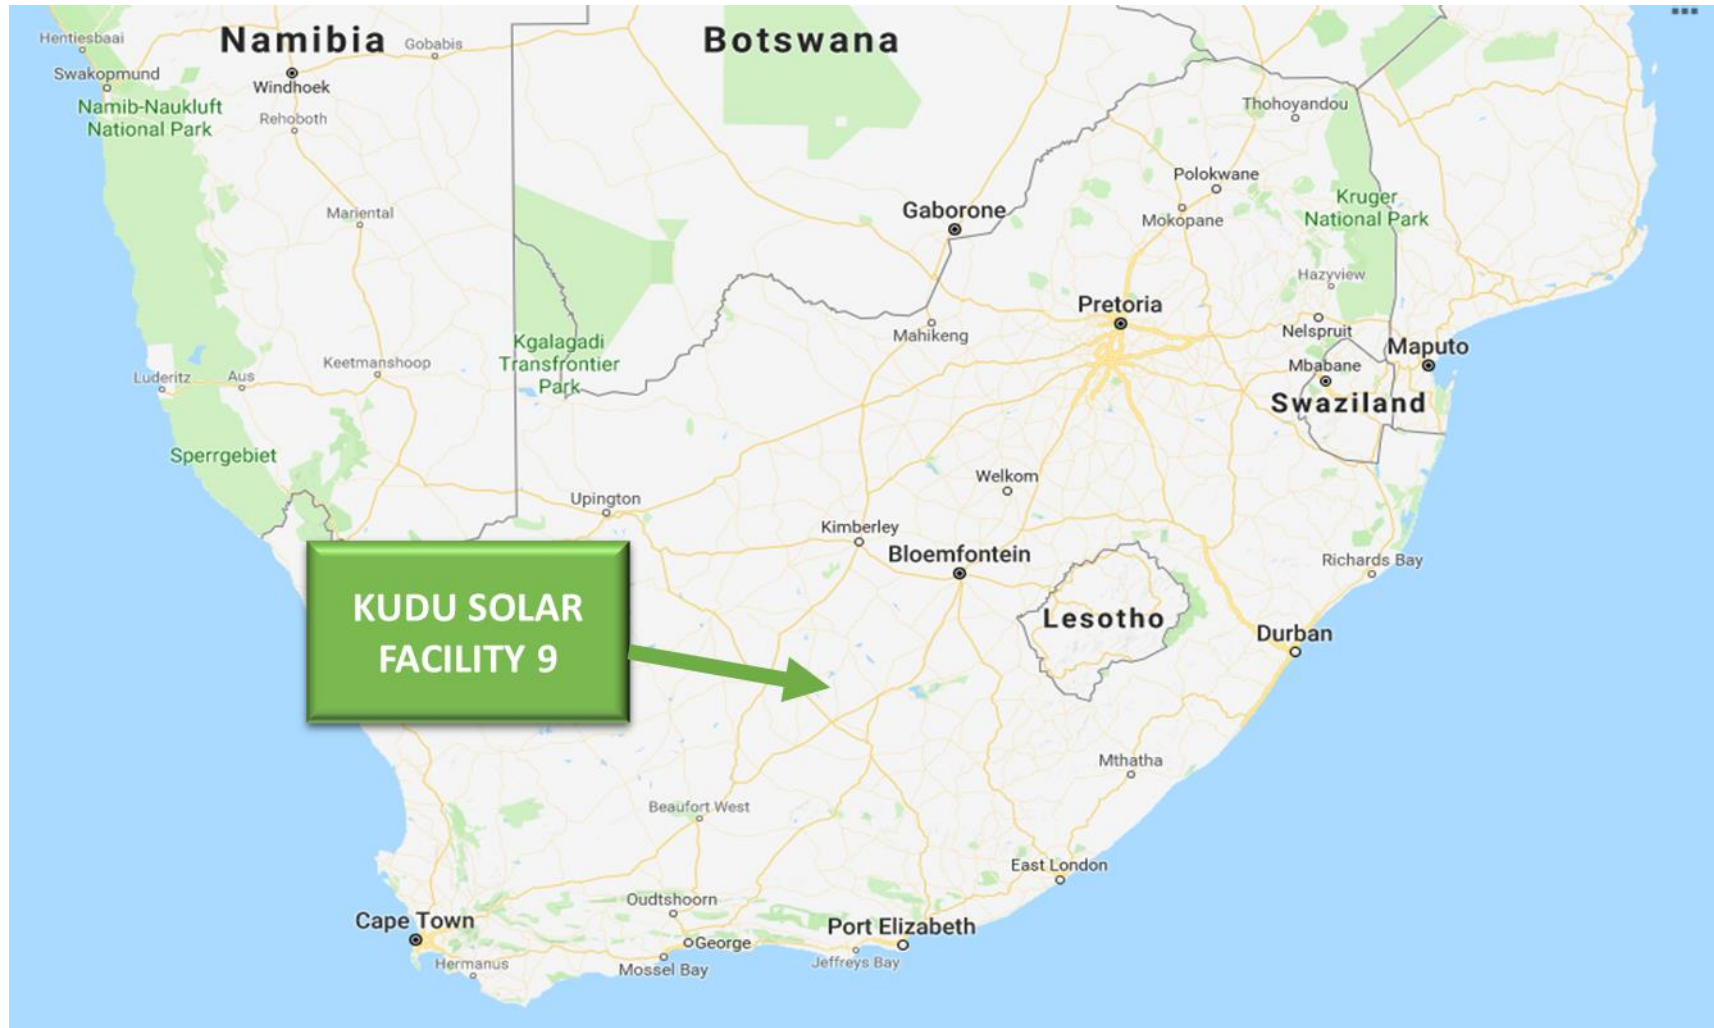 Hentiesbaai
Namibia
Gobabis
Botswana
Swakopmund
Windhoek
Namib-Naukluft
National Park
Rehoboth
Thohoyandou
Polokwane
Mokopane
Kruger
National Park
Mariental
Gaborone
Hazyview
Pretoria
Nelspruit
Mahikeng
Kgalagadi
Transfrontier
Park
Maputo
Mbabane
Swaziland
Luderitz
Aus
Keetmanshoop
Sperrgebiet
Welkom
Upington
Kimberley
Bloemfontein
Richards Bay
KUDU SOLAR
FACILITY 9
Lesotho
Durban
Mthatha
Beaufort West
East London
Oudtshoorn
Cape Town
Port Elizabeth
George
Hermanus
Mossel Bay
Jeffreys Bay